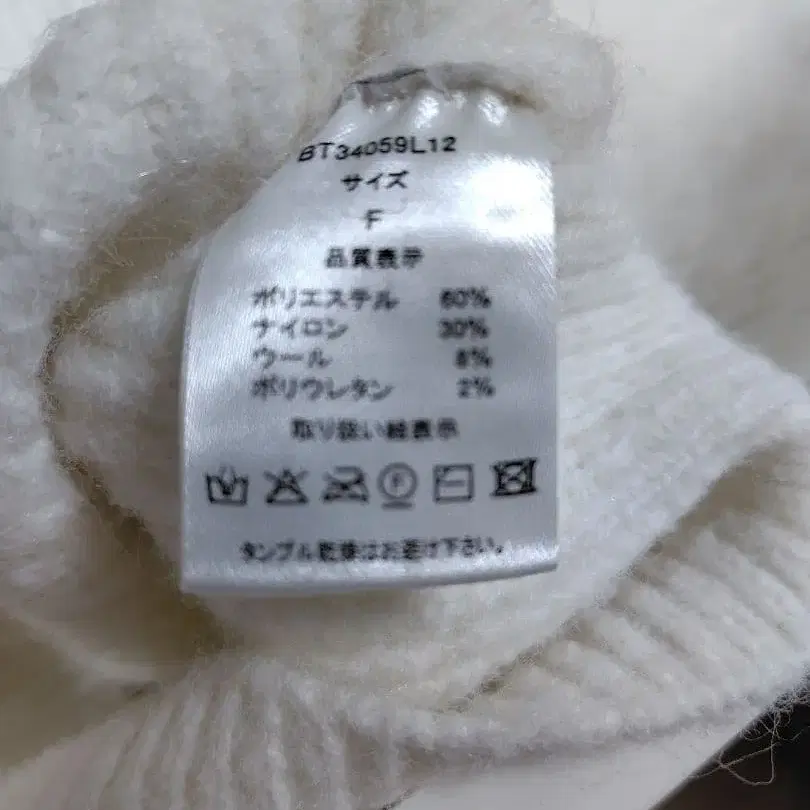 BT34059L12
サイズ
F
品質表示
ポリエステル 60%
ナイロン 30%
ウール 8%
ポリウレタン 2%
取り扱い絵表示
F
タンブル乾燥はお避け下さい。